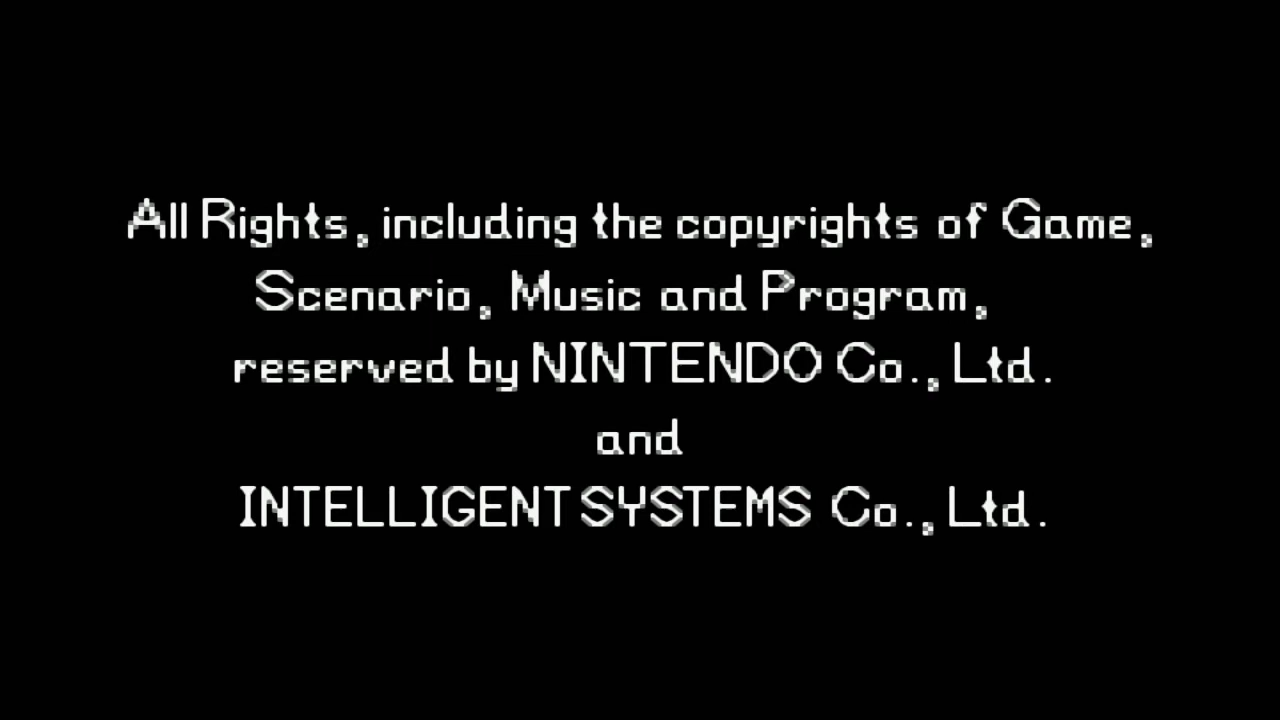 All Rights, including the copyrights of Game,
Scenario, Music and Program,
reserved by NINTENDO Co., Ltd.
and
INTELLIGENT SYSTEMS Co., Ltd.